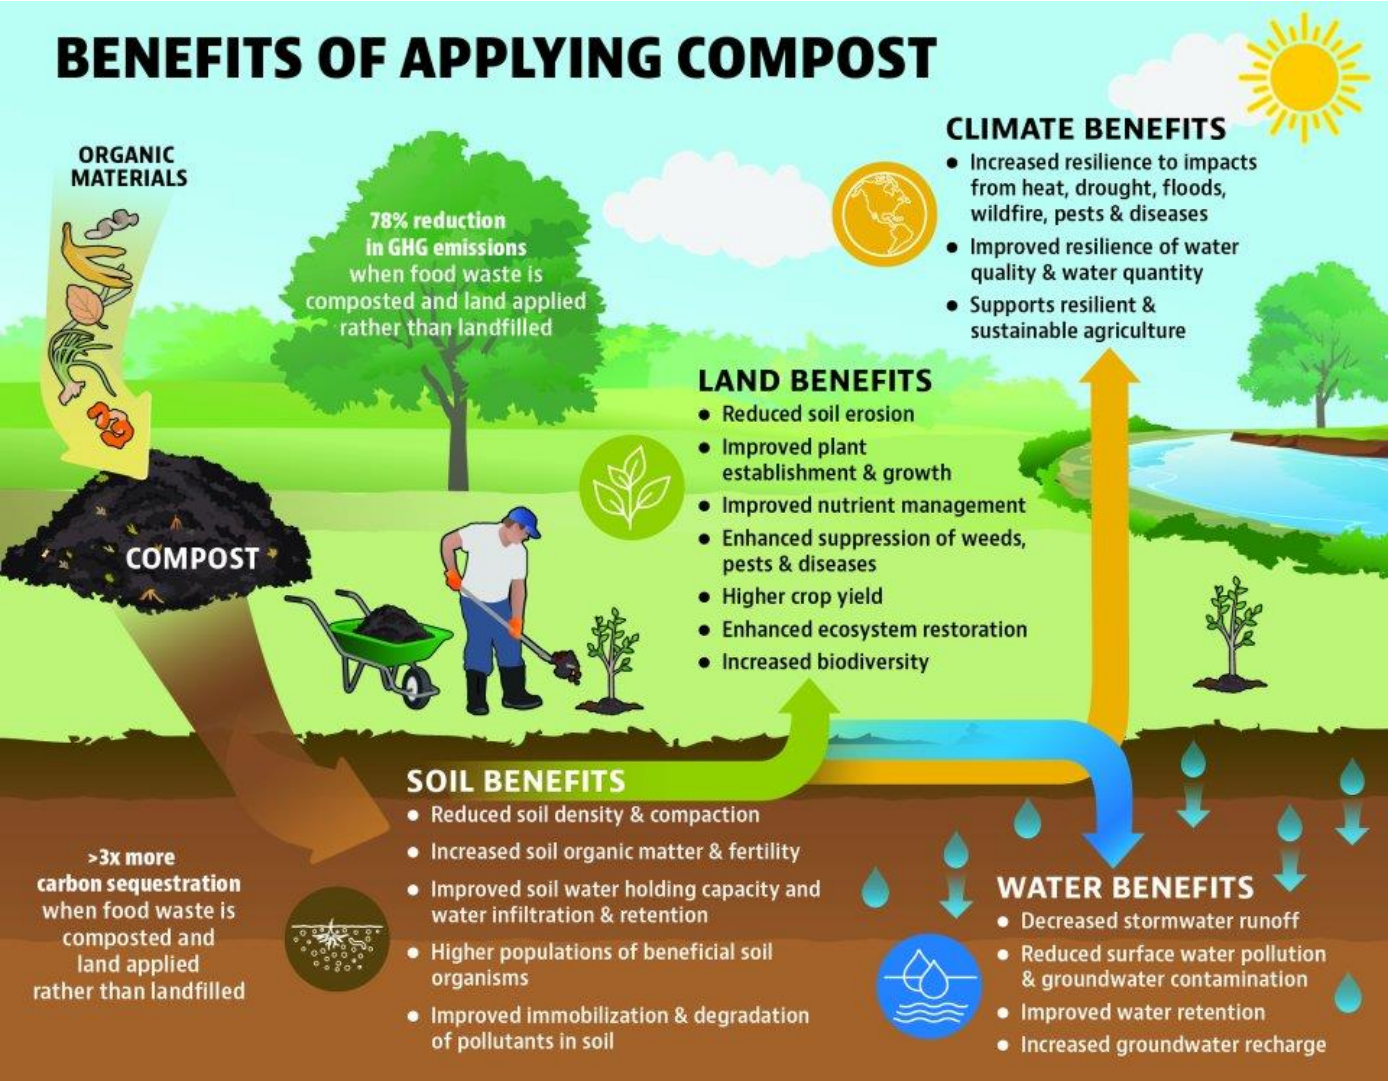 BENEFITS OF APPLYING COMPOST
ORGANIC
MATERIALS
78% reduction
in GHG emissions
when food waste is
composted and land applied
rather than landfilled
CLIMATE BENEFITS
• Increased resilience to impacts
from heat, drought, floods,
wildfire, pests & diseases
• Improved resilience of water
quality & water quantity
• Supports resilient &
sustainable agriculture
LAND BENEFITS
• Reduced soil erosion
• Improved plant
establishment & growth
• Improved nutrient management
• Enhanced suppression of weeds,
pests & diseases
• Higher crop yield
• Enhanced ecosystem restoration
• Increased biodiversity
COMPOST
SOIL BENEFITS
• Reduced soil density & compaction
• Increased soil organic matter & fertility
• Improved soil water holding capacity and
water infiltration & retention
• Higher populations of beneficial soil
organisms
• Improved immobilization & degradation
of pollutants in soil
>3x more
carbon sequestration
when food waste is
composted and
land applied
rather than landfilled
WATER BENEFITS
• Decreased stormwater runoff
• Reduced surface water pollution
& groundwater contamination
• Improved water retention
• Increased groundwater recharge